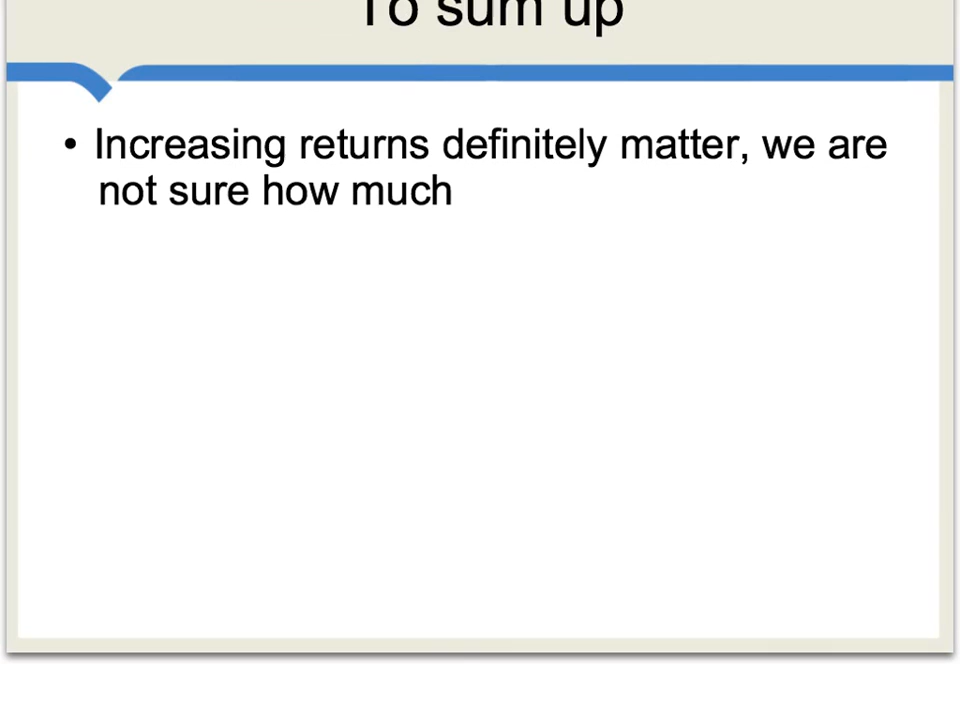 To sum up
• Increasing returns definitely matter, we are
not sure how much